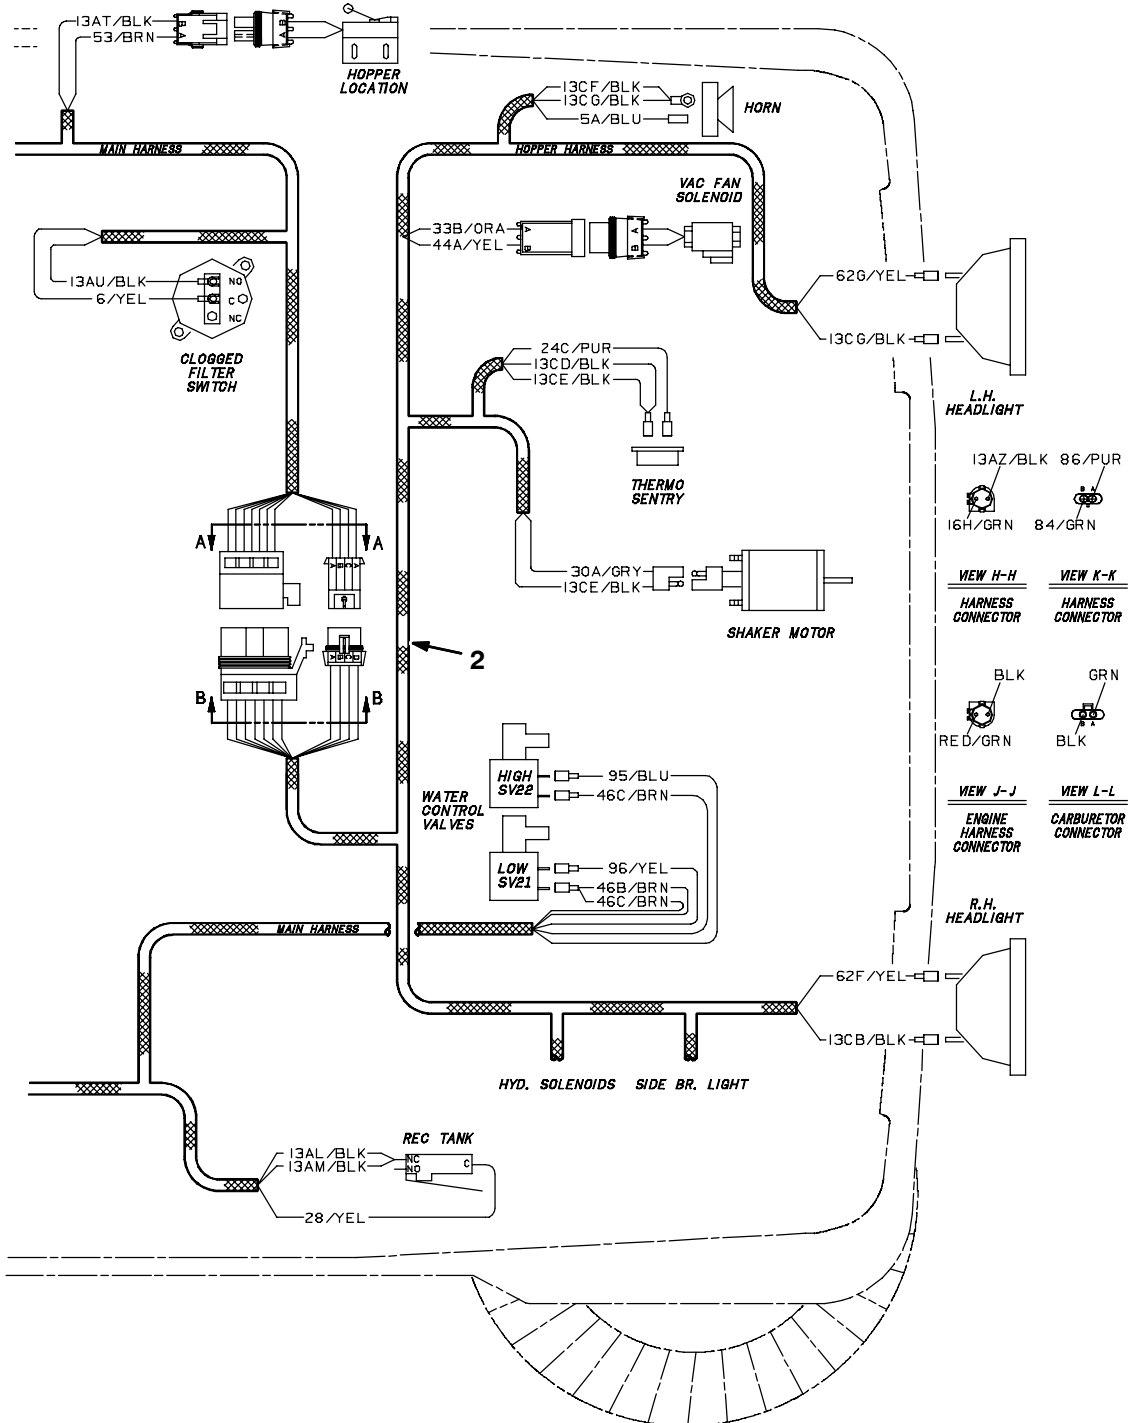 13AT/BLK
53/BRN
B
A
HOPPER
LOCATION
13CF/BLK
13CG/BLK
5A/BLU
HORN
MAIN HARNESS
HOPPER HARNESS
VAC FAN
SOLENOID
33B/ORA
44A/YEL
A
B
A
B
62G/YEL
13CG/BLK
L.H.
HEADLIGHT
13AU/BLK
6/YEL
NO
C
NC
CLOGGED
FILTER
SWITCH
24C/PUR
13CD/BLK
13CE/BLK
THERMO
SENTRY
13AZ/BLK
86/PUR
B A
16H/GRN
84/GRN
A
A
30A/GRY
13CE/BLK
SHAKER MOTOR
VIEW H-H
HARNESS
CONNECTOR
VIEW K-K
HARNESS
CONNECTOR
2
B
B
BLK
GRN
B A
RED/GRN
BLK
WATER
CONTROL
VALVES
HIGH
SV22
95/BLU
46C/BRN
LOW
SV21
96/YEL
46B/BRN
46C/BRN
VIEW J-J
ENGINE
HARNESS
CONNECTOR
VIEW L-L
CARBURETOR
CONNECTOR
R.H.
HEADLIGHT
MAIN HARNESS
62F/YEL
13CB/BLK
HYD. SOLENOIDS
SIDE BR. LIGHT
REC TANK
13AL/BLK
13AM/BLK
NC
NO
C
28/YEL